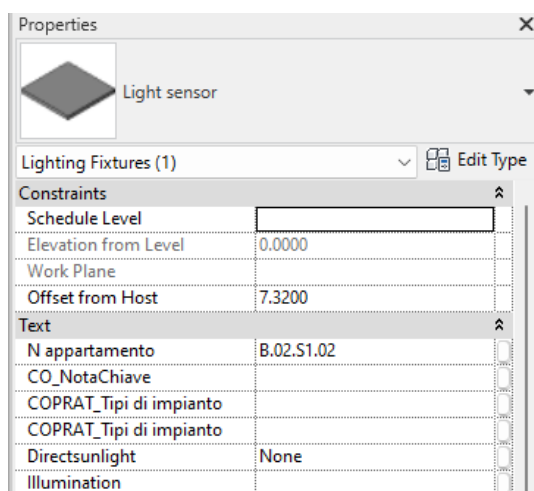 Properties
Light sensor
Lighting Fixtures (1) Edit Type
Constraints
Schedule Level
Elevation from Level 0.0000
Work Plane
Offset from Host 7.3200
Text
N appartamento B.02.S1.02
CO_NotaChiave
COPRAT_Tipi di impianto
COPRAT_Tipi di impianto
Directsunlight None
Illumination